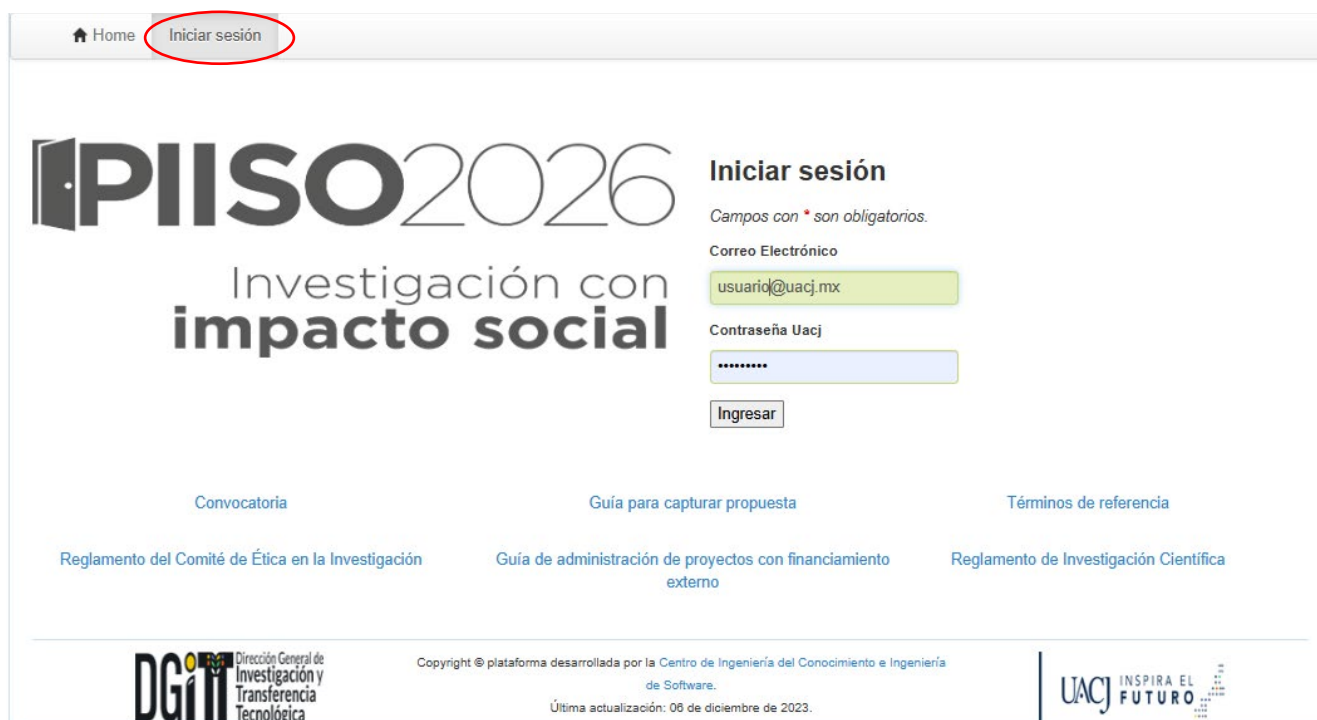 Home Iniciar sesión
PIISO2026
Investigación con
impacto social
Iniciar sesión
Campos con * son obligatorios.
Correo Electrónico
usuario@uacj.mx
Contraseña Uacj
•••••••••
Ingresar
Convocatoria Guía para capturar propuesta Términos de referencia
Reglamento del Comité de Ética en la Investigación Guía de administración de proyectos con financiamiento Reglamento de Investigación Científica
externo
DGiTT
Dirección General de
Investigación y
Transferencia
Tecnológica
Copyright © plataforma desarrollada por la Centro de Ingeniería del Conocimiento e Ingeniería
de Software.
Última actualización: 06 de diciembre de 2023.
UACJ INSPIRA EL
FUTURO